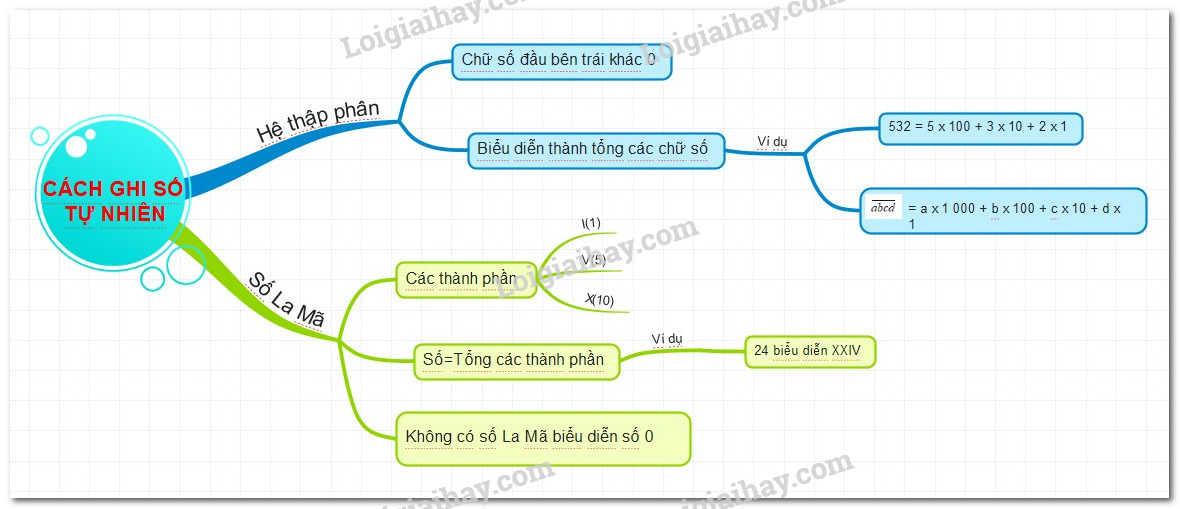 Loigiaihay.com
Loigiaihay.com
Chữ số đầu bên trái khác 0
Hệ thập phân
Biểu diễn thành tổng các chữ số
Ví dụ
532 = 5 x 100 + 3 x 10 + 2 x 1
abcd = a x 1 000 + b x 100 + c x 10 + d x
1
CÁCH GHI SỐ
TỰ NHIÊN
Số La Mã
Các thành phần
I(1)
V(5)
X(10)
Loigiaihay.com
Số=Tổng các thành phần
Ví dụ
24 biểu diễn XXIV
Không có số La Mã biểu diễn số 0
Loigiaihay.com
Loigiaihay.com